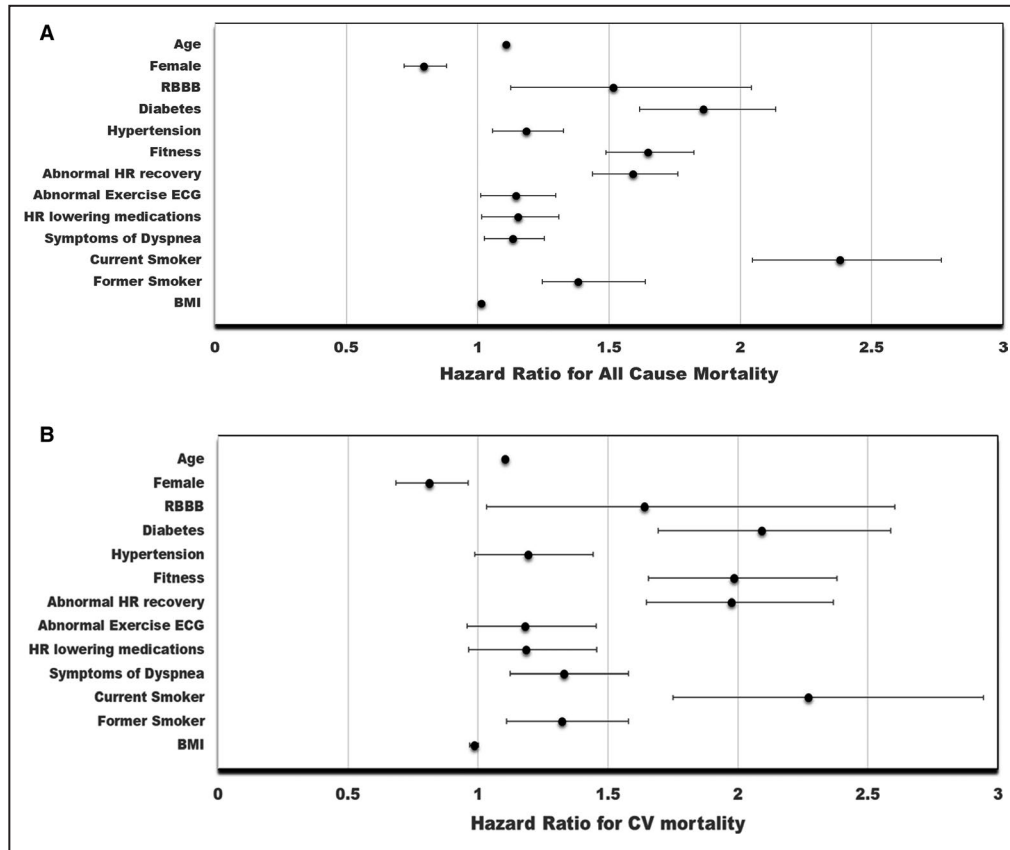 A
Age
Female
RBBB
Diabetes
Hypertension
Fitness
Abnormal HR recovery
Abnormal Exercise ECG
HR lowering medications
Symptoms of Dyspnea
Current Smoker
Former Smoker
BMI
0 0.5 1 1.5 2 2.5 3
Hazard Ratio for All Cause Mortality
B
Age
Female
RBBB
Diabetes
Hypertension
Fitness
Abnormal HR recovery
Abnormal Exercise ECG
HR lowering medications
Symptoms of Dyspnea
Current Smoker
Former Smoker
BMI
0 0.5 1 1.5 2 2.5 3
Hazard Ratio for CV mortality